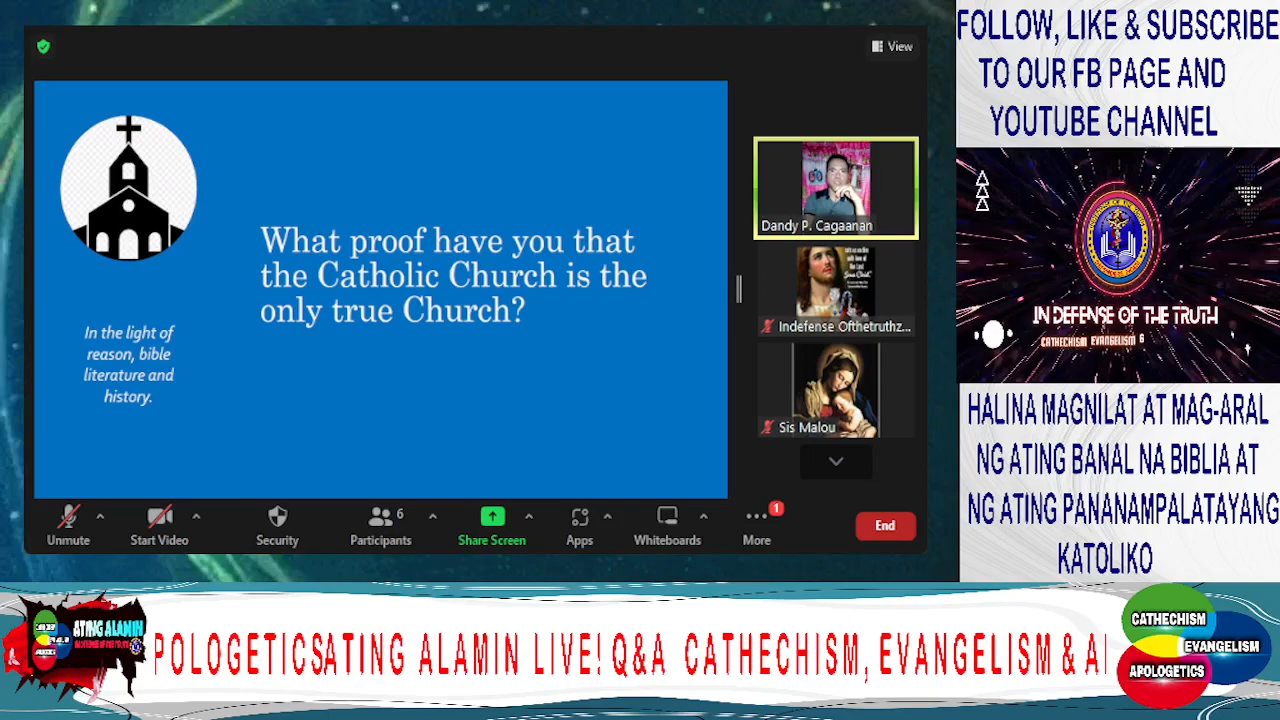 View
What proof have you that
the Catholic Church is the
only true Church?
In the light of
reason, bible
literature and
history.
Dandy P. Cagaanan
Indefense Ofthetruthz...
Sis Malou
Unmute
Start Video
Security
6
Participants
Share Screen
Apps
Whiteboards
1
More
End
FOLLOW, LIKE & SUBSCRIBE
TO OUR FB PAGE AND
YOUTUBE CHANNEL
IN DEFENSE OF THE TRUTH
CATHECHISM EVANGELISM &
HALINA MAGNILAT AT MAG-ARAL
NG ATING BANAL NA BIBLIA AT
NG ATING PANANAMPALATAYANG
KATOLIKO
ATING ALAMIN
POLOGETICSATING ALAMIN LIVE! Q&A CATHECHISM, EVANGELISM & A
CATHECHISM
EVANGELISM
APOLOGETICS